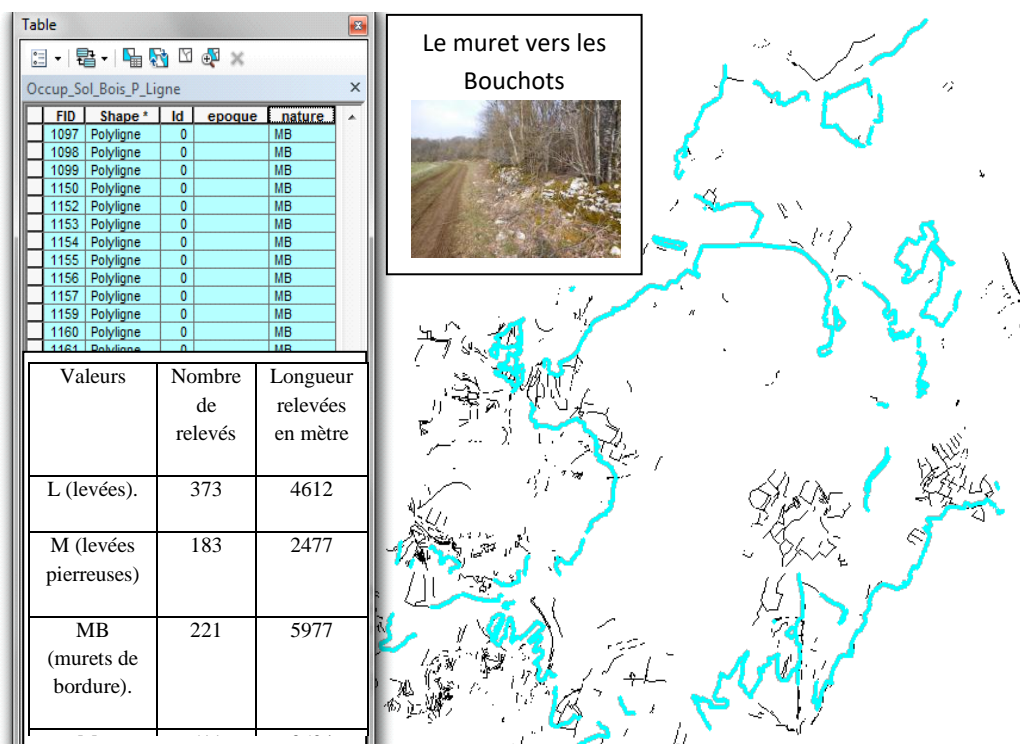 Table
Occup_Sol_Bois_P_Ligne
FID Shape * Id epoque nature
1097 Polyligne 0 MB
1098 Polyligne 0 MB
1099 Polyligne 0 MB
1150 Polyligne 0 MB
1152 Polyligne 0 MB
1153 Polyligne 0 MB
1154 Polyligne 0 MB
1155 Polyligne 0 MB
1156 Polyligne 0 MB
1157 Polyligne 0 MB
1159 Polyligne 0 MB
1160 Polyligne 0 MB
1161 Polyligne 0 MB
Valeurs Nombre Longueur
de relevées
relevés en mètre
L (levées). 373 4612
M (levées 183 2477
pierreuses)
MB 221 5977
(murets de
bordure).
Le muret vers les
Bouchots